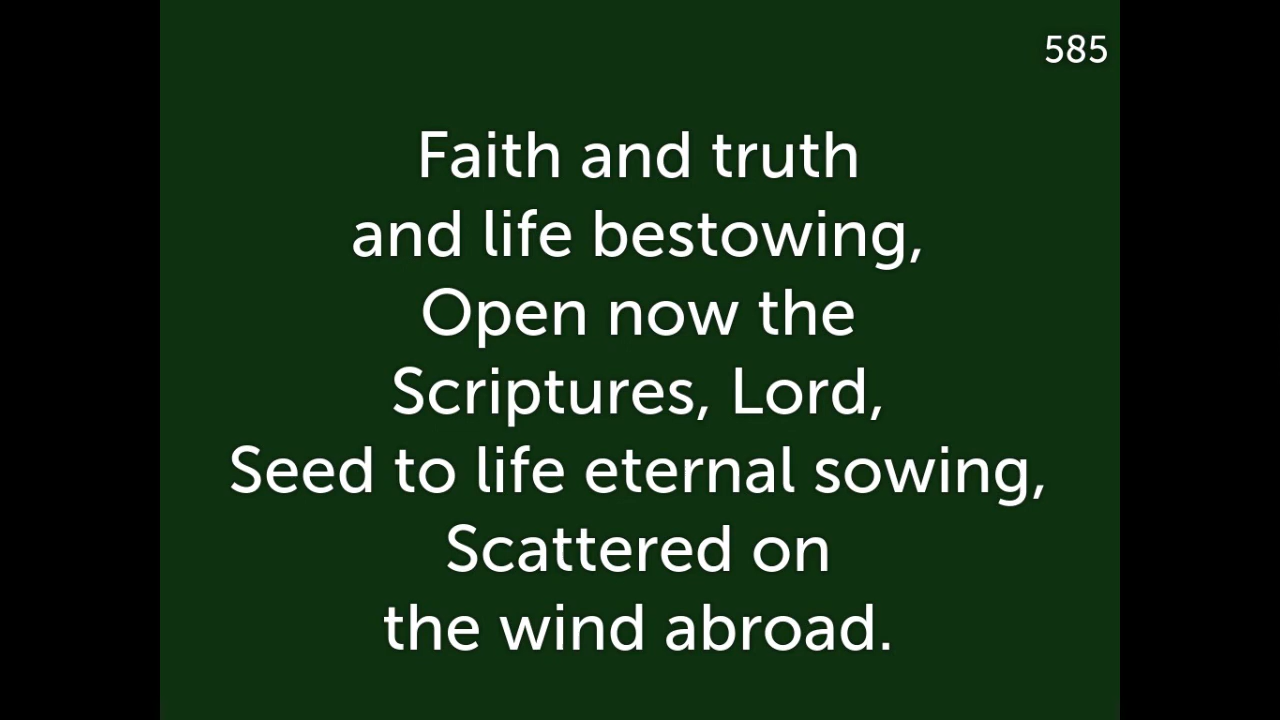 585
Faith and truth
and life bestowing,
Open now the
Scriptures, Lord,
Seed to life eternal sowing,
Scattered on
the wind abroad.